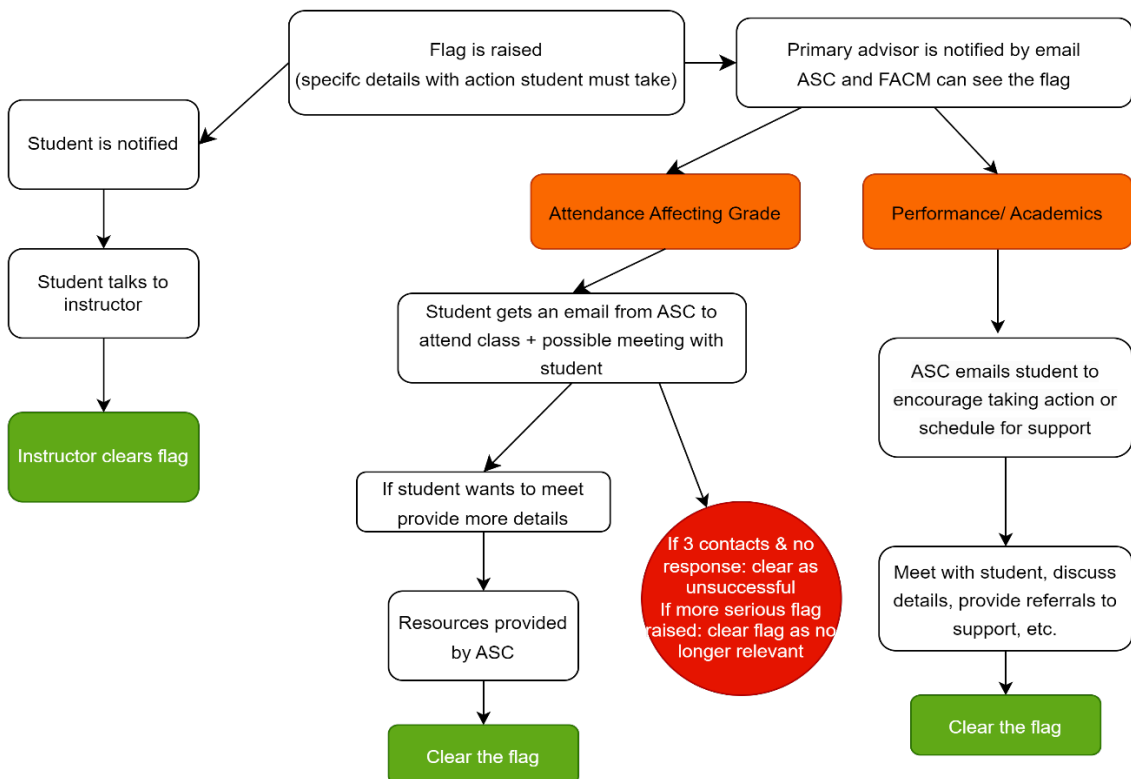 Flag is raised
(specifc details with action student must take)
Primary advisor is notified by email
ASC and FACM can see the flag
Student is notified
Attendance Affecting Grade
Performance/ Academics
Student talks to
instructor
Student gets an email from ASC to
attend class + possible meeting with
student
ASC emails student to
encourage taking action or
schedule for support
Instructor clears flag
If student wants to meet
provide more details
If 3 contacts & no
response: clear as
unsuccessful
If more serious flag
raised: clear flag as no
longer relevant
Meet with student, discuss
details, provide referrals to
support, etc.
Resources provided
by ASC
Clear the flag
Clear the flag